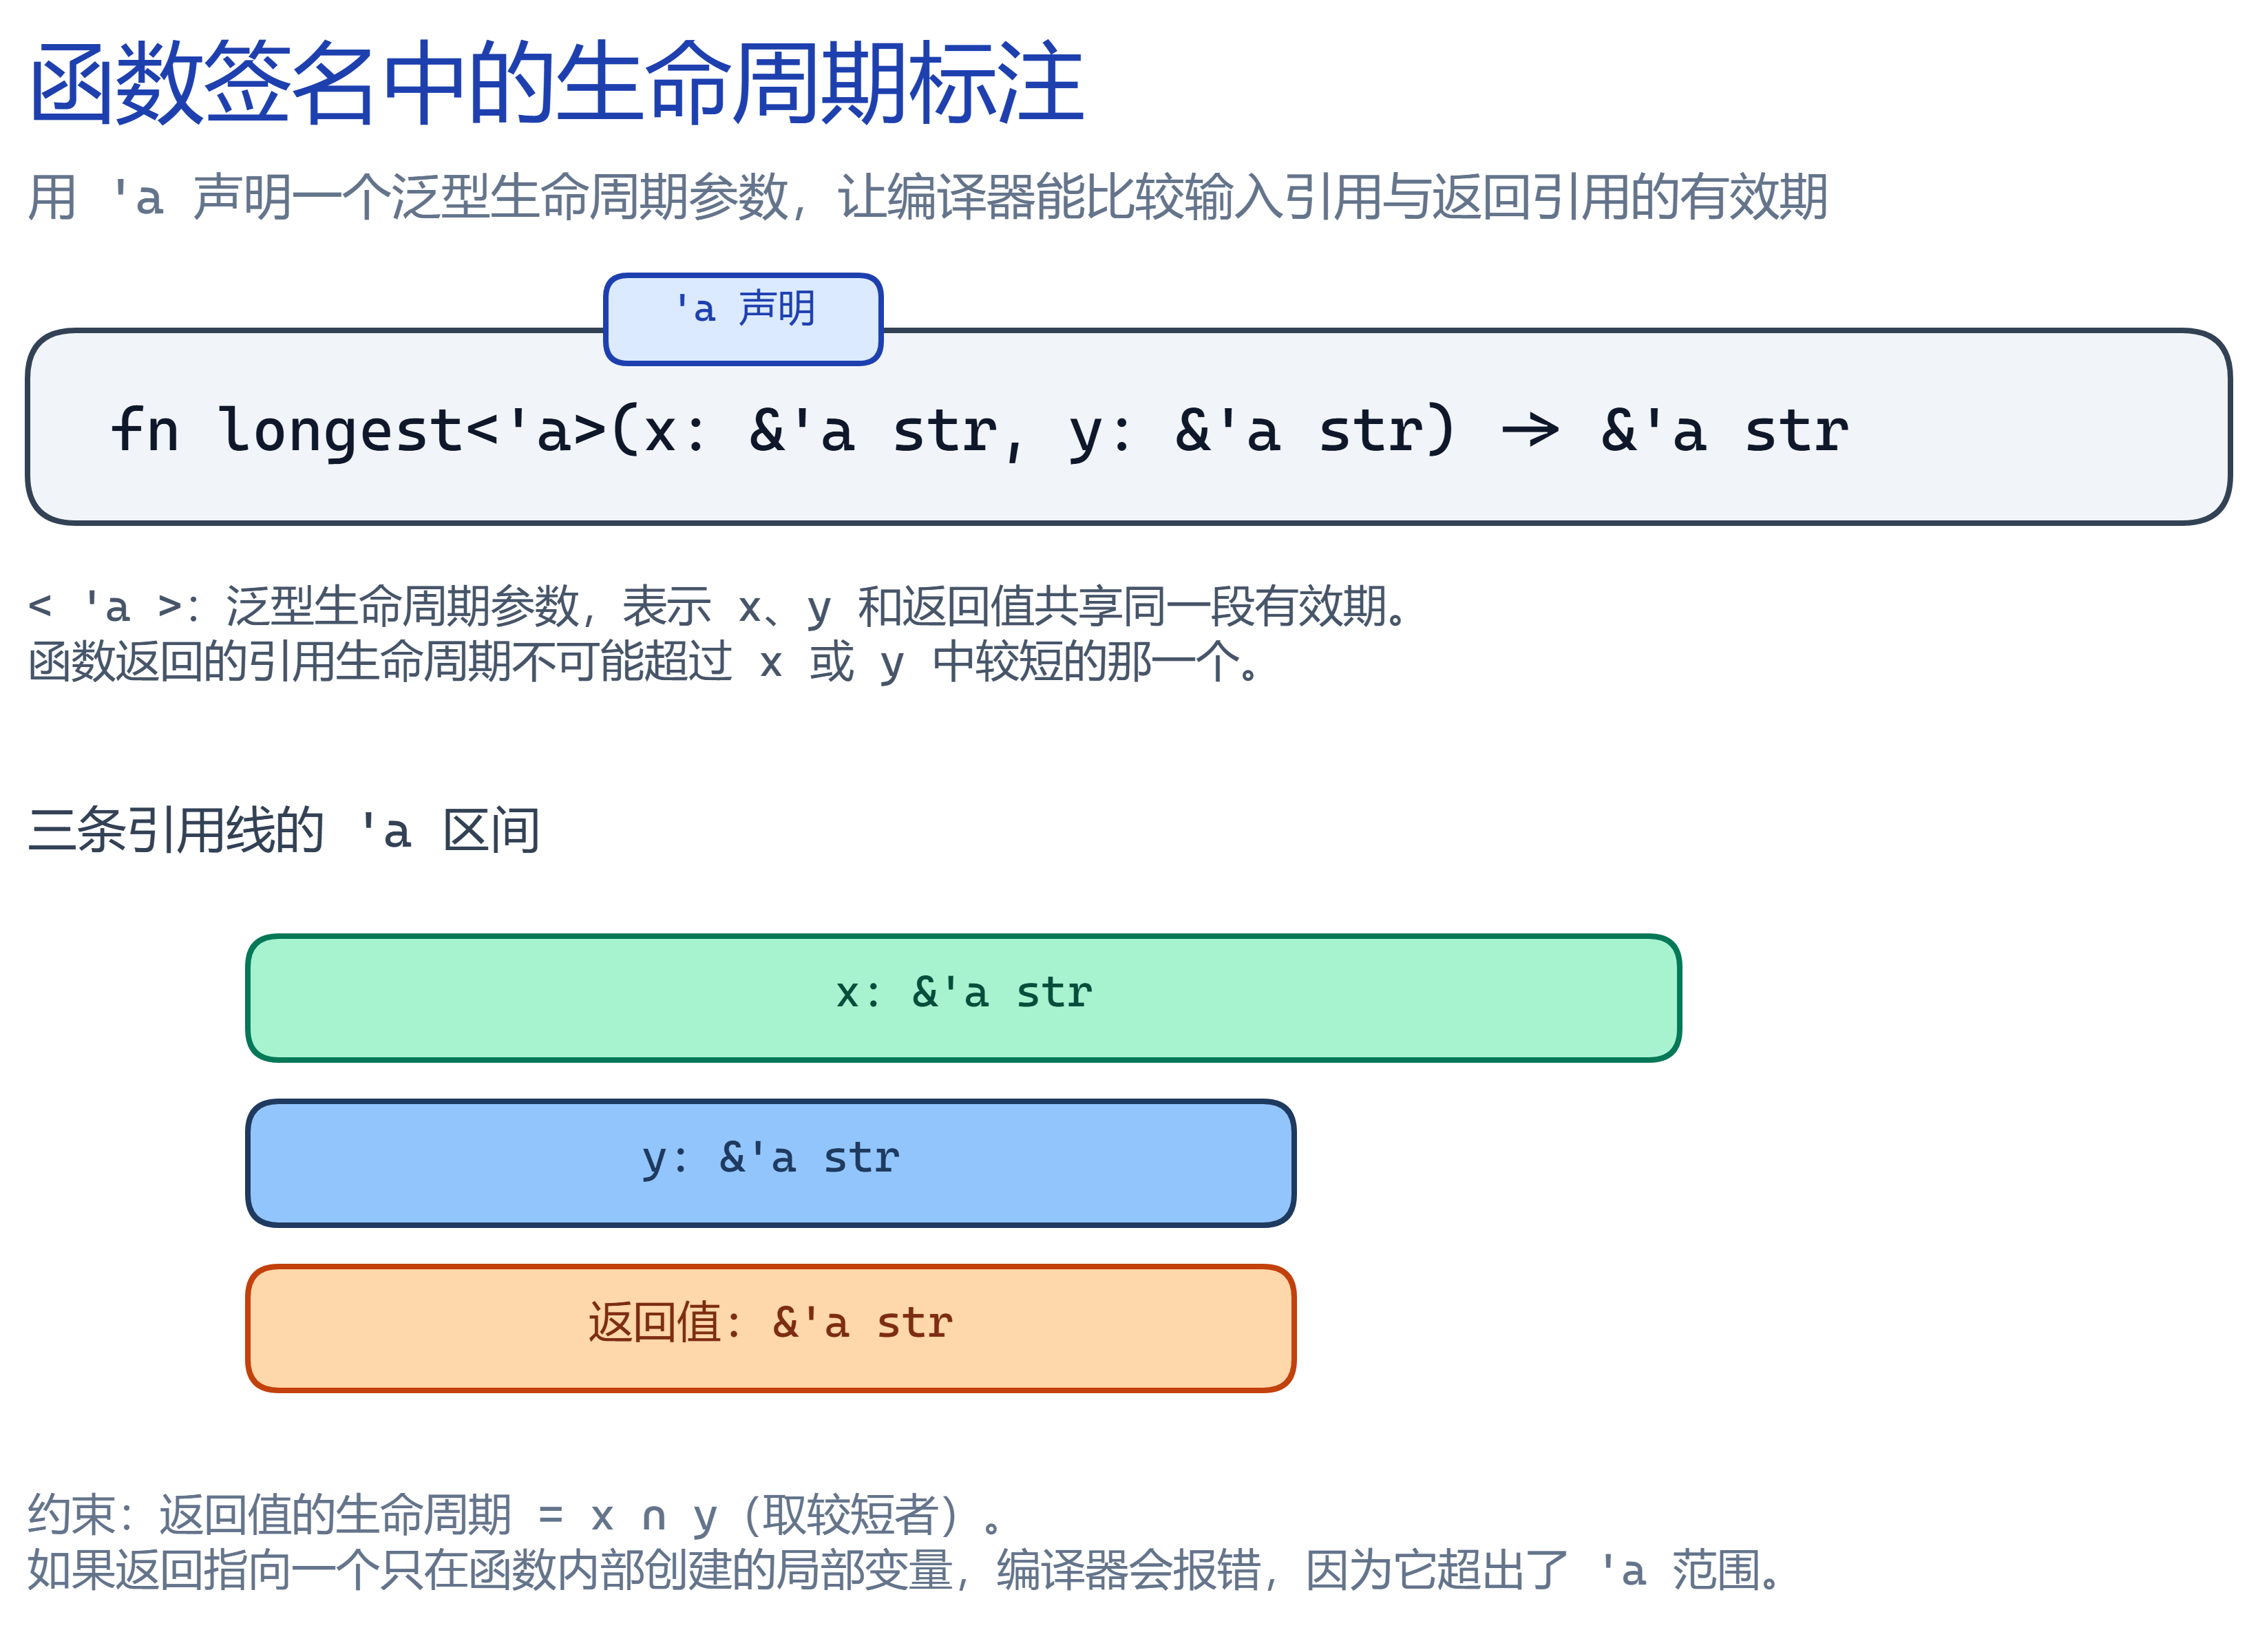 函数签名中的生命周期标注
用 'a 声明一个泛型生命周期参数，让编译器能比较输入引用与返回引用的有效期
'a 声明
fn longest<'a>(x: &'a str, y: &'a str) -> &'a str
< 'a >：泛型生命周期参数，表示 x、y 和返回值共享同一段有效期。
函数返回的引用生命周期不可能超过 x 或 y 中较短的那一个。
三条引用线的 'a 区间
x: &'a str
y: &'a str
返回值: &'a str
约束：返回值的生命周期 = x ∩ y（取较短者）。
如果返回指向一个只在函数内部创建的局部变量，编译器会报错，因为它超出了 'a 范围。